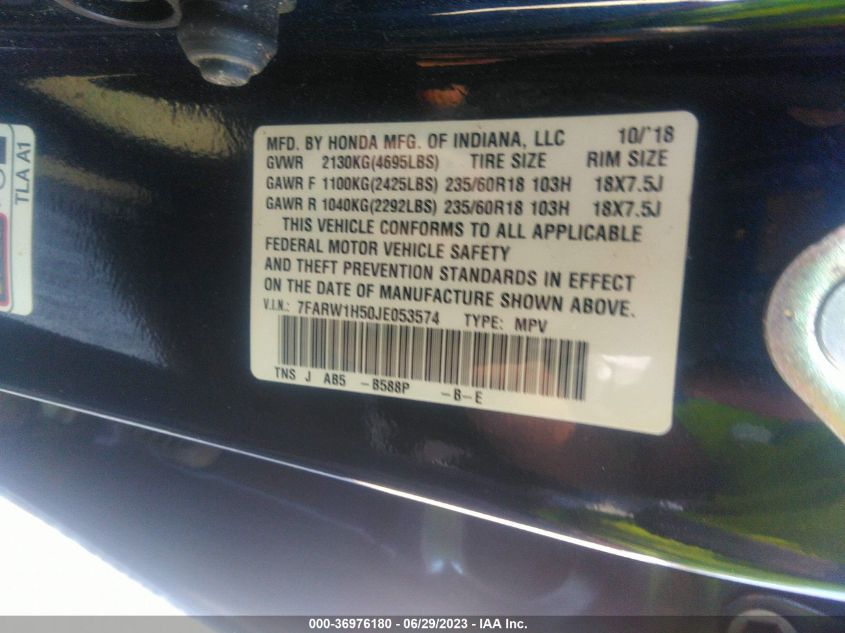 TLA A1
MFD. BY HONDA MFG. OF INDIANA, LLC 10/'18
GVWR 2130KG(4695LBS) TIRE SIZE RIM SIZE
GAWR F 1100KG(2425LBS) 235/60R18 103H 18X7.5J
GAWR R 1040KG(2292LBS) 235/60R18 103H 18X7.5J
THIS VEHICLE CONFORMS TO ALL APPLICABLE
FEDERAL MOTOR VEHICLE SAFETY
AND THEFT PREVENTION STANDARDS IN EFFECT
ON THE DATE OF MANUFACTURE SHOWN ABOVE.
V.I.N.: 7FARW1H50JE053574 TYPE: MPV
TNS J AB5 -B588P -B-E
000-36976180 - 06/29/2023 - IAA Inc.